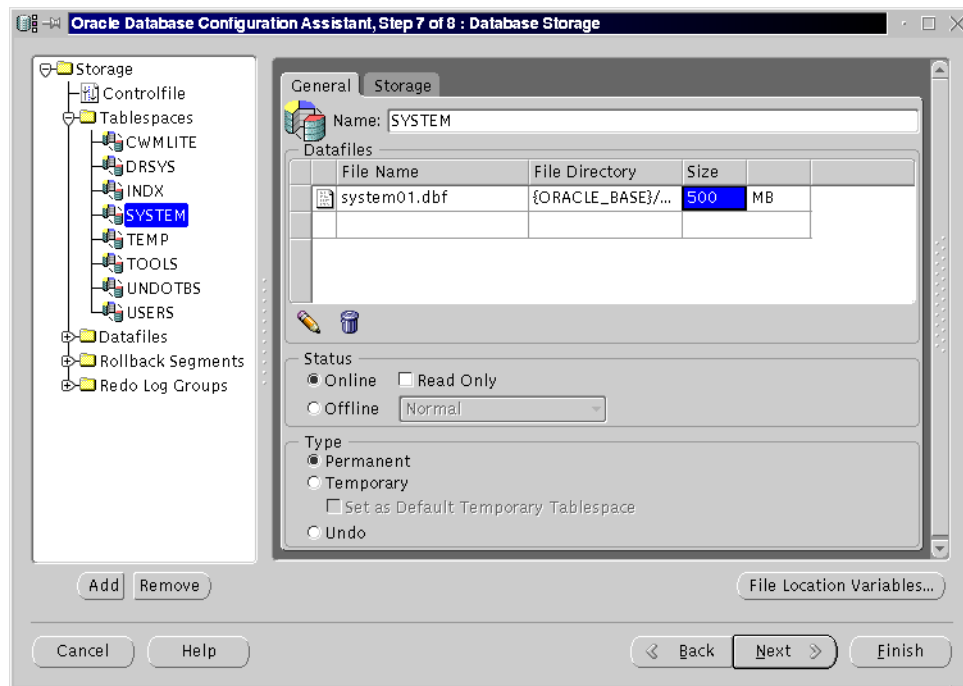 Oracle Database Configuration Assistant, Step 7 of 8 : Database Storage
Storage
Controlfile
Tablespaces
CWMLITE
DRSYS
INDX
SYSTEM
TEMP
TOOLS
UNDOTBS
USERS
Datafiles
Rollback Segments
Redo Log Groups
Add Remove
General Storage
Name: SYSTEM
Datafiles
File Name File Directory Size
system01.dbf {ORACLE_BASE}/... 500 MB
Status
Online Read Only
Offline Normal
Type
Permanent
Temporary
Set as Default Temporary Tablespace
Undo
File Location Variables...
Cancel Help Back Next Finish